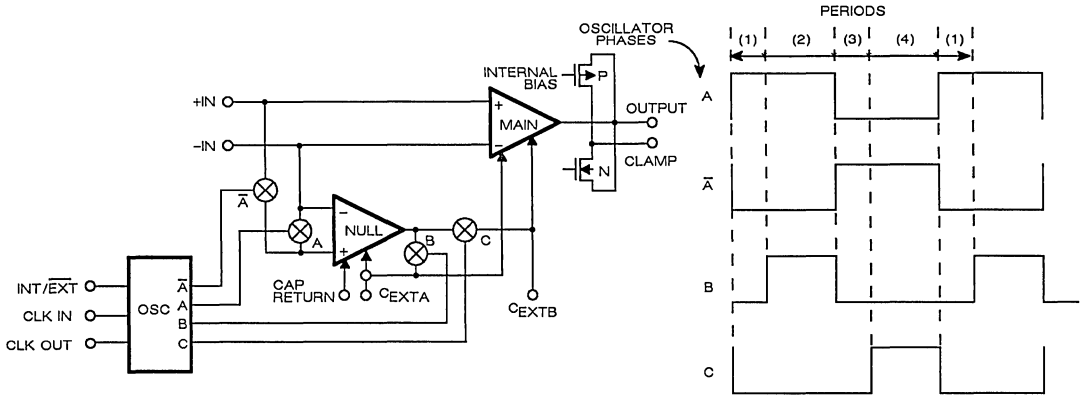 PERIODS
OSCILLATOR
PHASES
(1) (2) (3) (4) (1)
INTERNAL
BIAS
P
+IN
+
MAIN
OUTPUT
A
−IN
−
CLAMP
N
A̅
A̅
−
NULL
A
+
B
C
CAP
RETURN
CEXTA
CEXTB
INT/E̅X̅T̅
OSC
A̅
A
B
C
CLK IN
CLK OUT
B
C